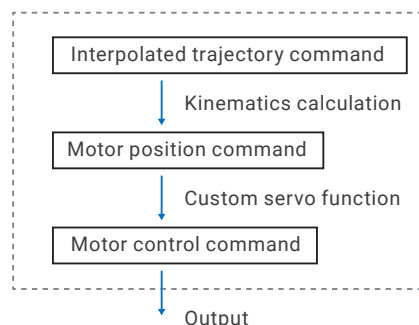 Interpolated trajectory command
Kinematics calculation
Motor position command
Custom servo function
Motor control command
Output